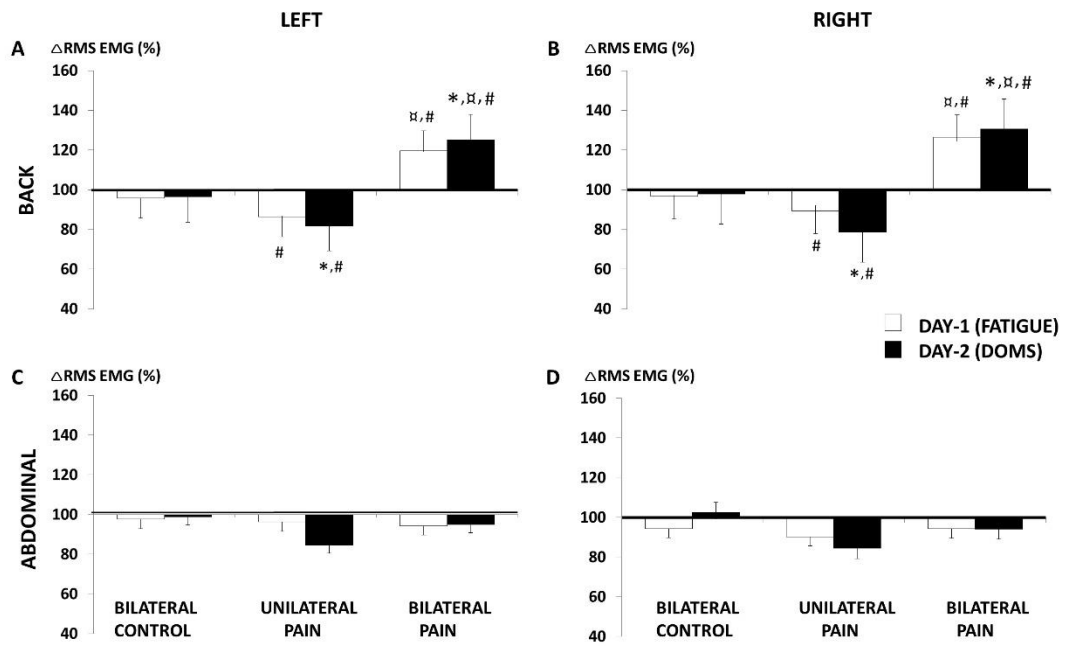 LEFT
RIGHT
A △RMS EMG (%)
160
140
120
100
80
60
40
BACK
¤,#
*,¤,#
#
*,#
B △RMS EMG (%)
160
140
120
100
80
60
40
¤,#
*,¤,#
#
*,#
DAY-1 (FATIGUE)
DAY-2 (DOMS)
C △RMS EMG (%)
160
140
120
100
80
60
40
ABDOMINAL
BILATERAL
CONTROL
UNILATERAL
PAIN
BILATERAL
PAIN
D △RMS EMG (%)
160
140
120
100
80
60
40
BILATERAL
CONTROL
UNILATERAL
PAIN
BILATERAL
PAIN